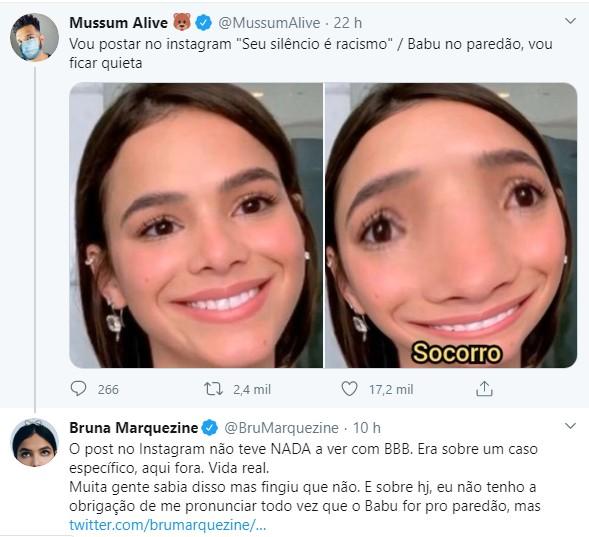 Mussum Alive 🐻 @MussumAlive · 22 h
Vou postar no instagram "Seu silêncio é racismo" / Babu no paredão, vou
ficar quieta
Socorro
266 2,4 mil 17,2 mil
Bruna Marquezine @BruMarquezine · 10 h
O post no Instagram não teve NADA a ver com BBB. Era sobre um caso
específico, aqui fora. Vida real.
Muita gente sabia disso mas fingiu que não. E sobre hj, eu não tenho a
obrigação de me pronunciar todo vez que o Babu for pro paredão, mas
twitter.com/brumarquezine/...